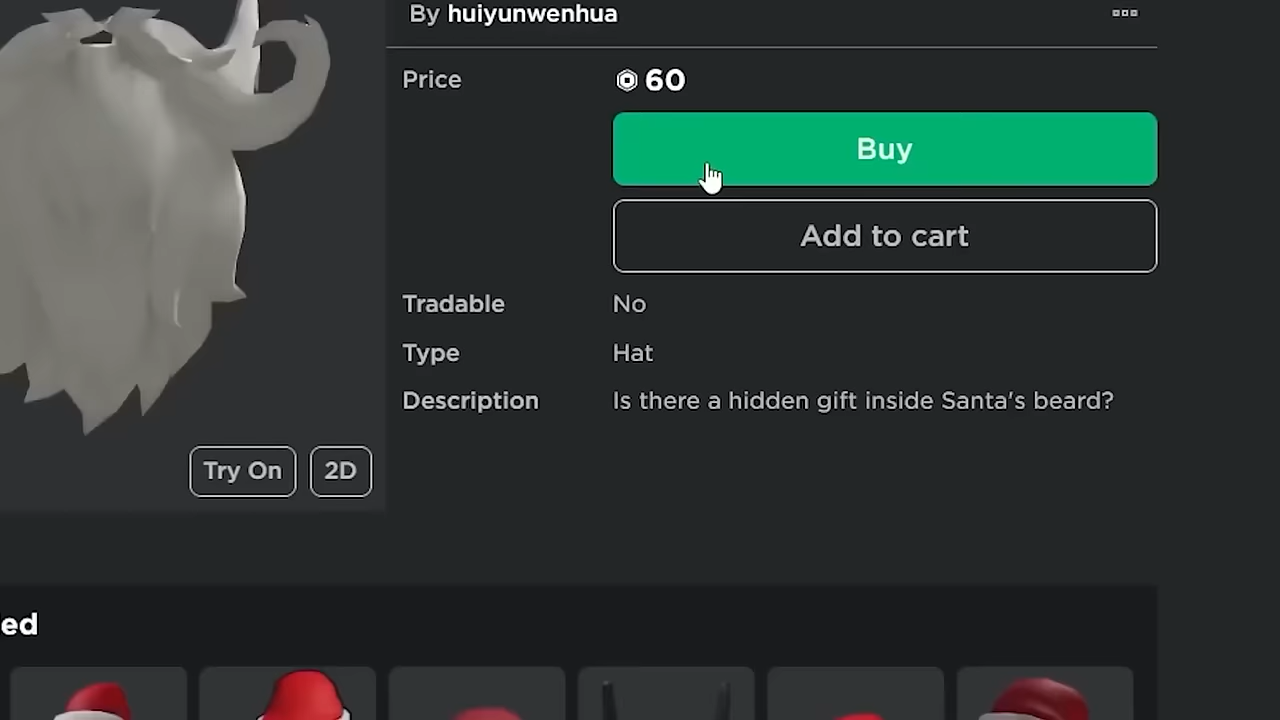 By huiyunwenhua
Price 60
Buy
Add to cart
Tradable No
Type Hat
Description Is there a hidden gift inside Santa's beard?
Try On 2D
ed